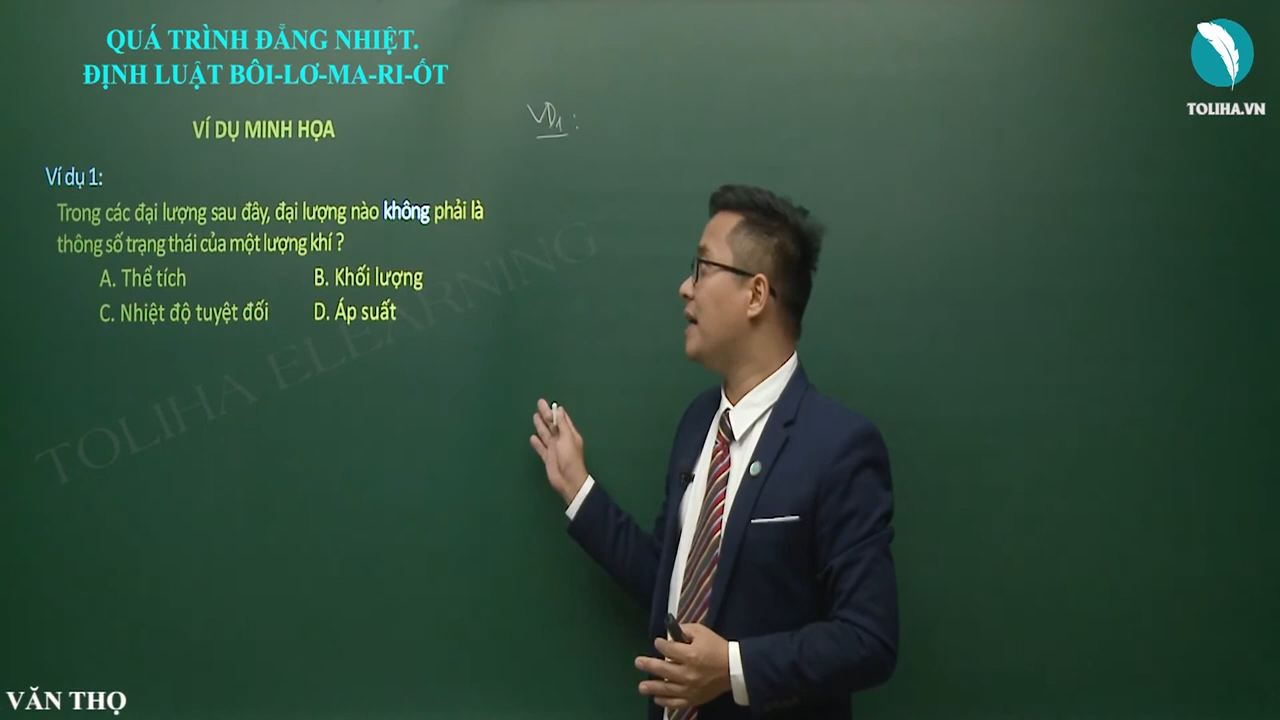 QUÁ TRÌNH ĐẲNG NHIỆT.
ĐỊNH LUẬT BÔI-LƠ-MA-RI-ỐT
TOLIHA.VN
VÍ DỤ MINH HỌA
VD1:
Ví dụ 1:
Trong các đại lượng sau đây, đại lượng nào không phải là
thông số trạng thái của một lượng khí ?
A. Thể tích B. Khối lượng
C. Nhiệt độ tuyệt đối D. Áp suất
TOLIHA ELEARNING
VĂN THỌ